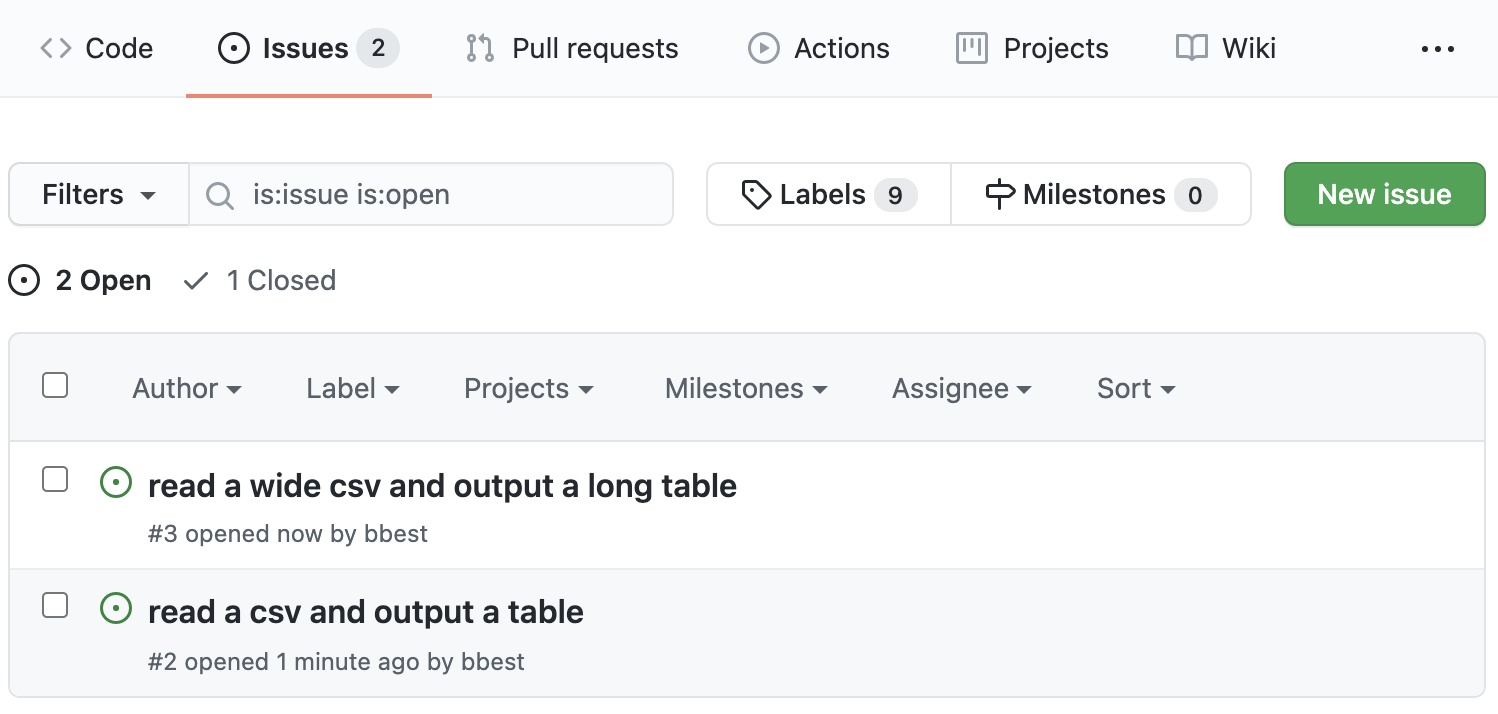 Code Issues 2 Pull requests Actions Projects Wiki
Filters is:issue is:open Labels 9 Milestones 0 New issue
2 Open 1 Closed
Author Label Projects Milestones Assignee Sort
read a wide csv and output a long table
#3 opened now by bbest
read a csv and output a table
#2 opened 1 minute ago by bbest